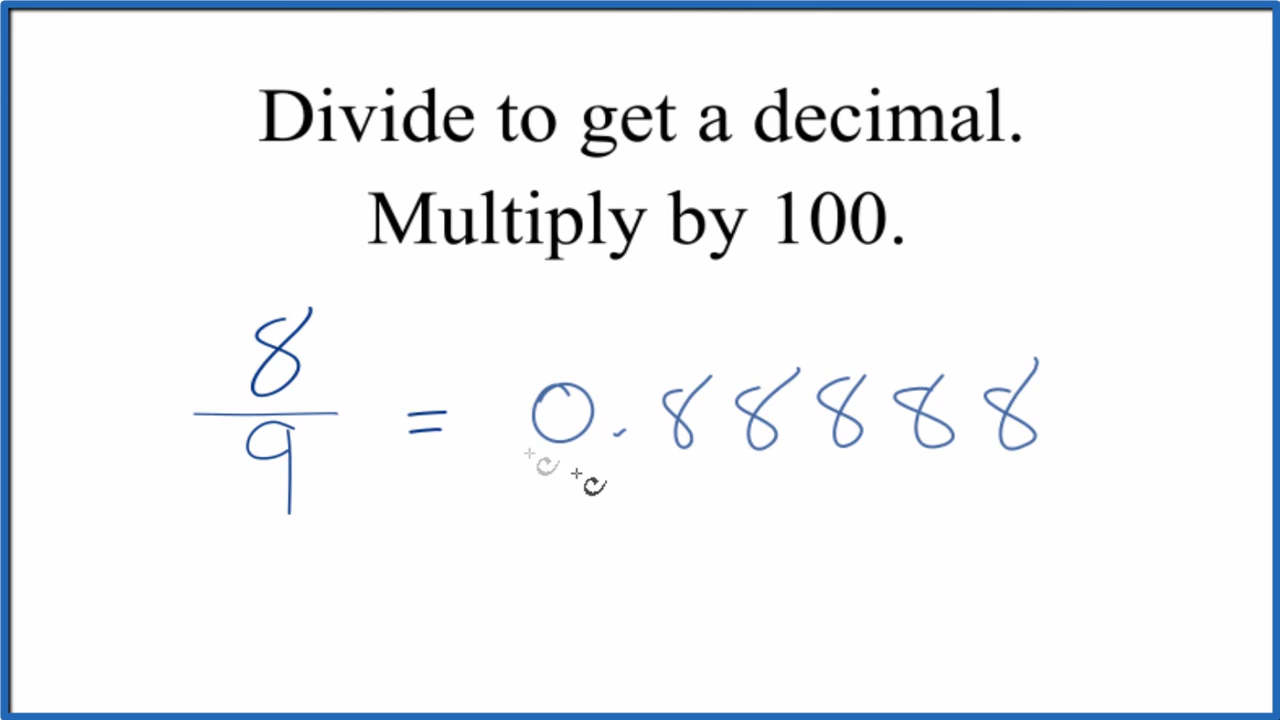 Divide to get a decimal.
Multiply by 100.
8
9
= 0.88888